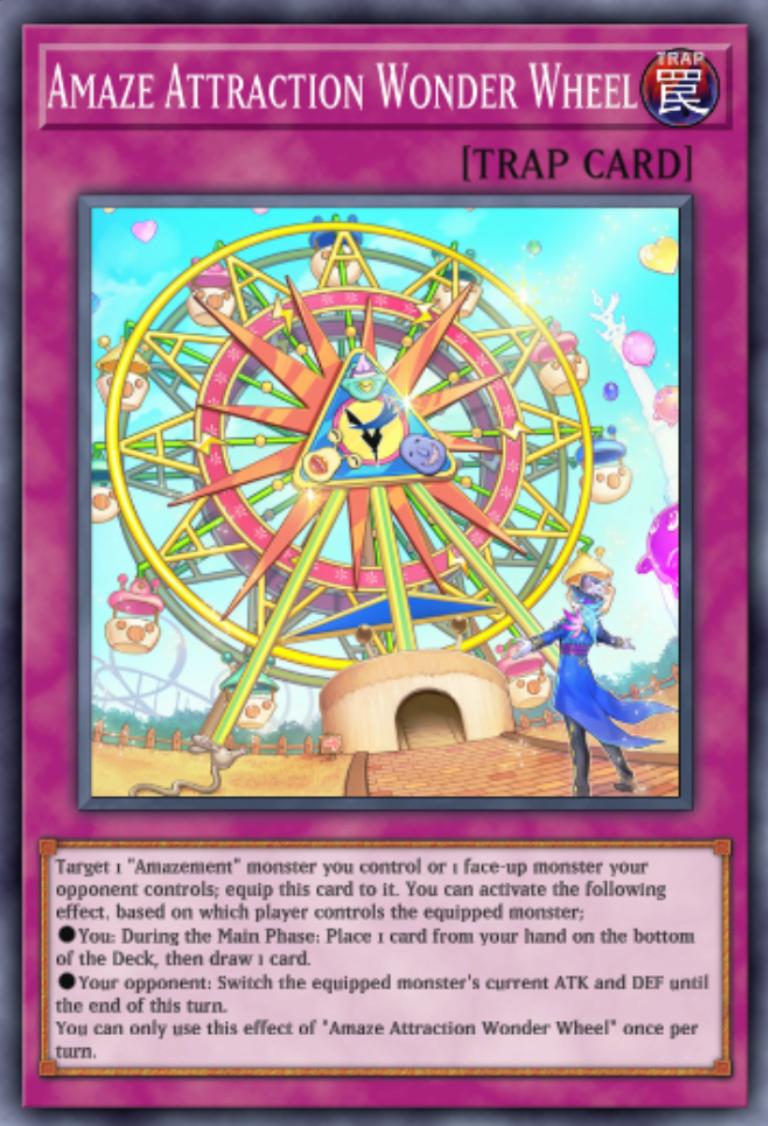 AMAZE ATTRACTION WONDER WHEEL
TRAP
罠
[TRAP CARD]
Target 1 "Amazement" monster you control or 1 face-up monster your
opponent controls; equip this card to it. You can activate the following
effect, based on which player controls the equipped monster;
●You: During the Main Phase: Place 1 card from your hand on the bottom
of the Deck, then draw 1 card.
●Your opponent: Switch the equipped monster's current ATK and DEF until
the end of this turn.
You can only use this effect of "Amaze Attraction Wonder Wheel" once per
turn.